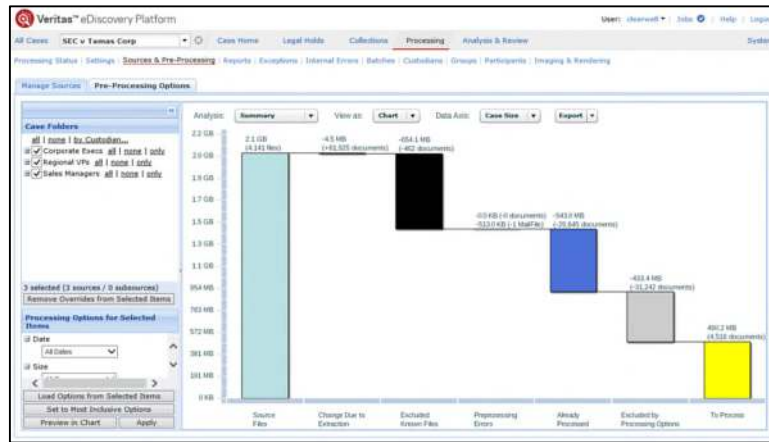 Veritas™ eDiscovery Platform
User: clearwell | Jobs | Help | Logout
All Cases SEC v Tamas Corp Case Home Legal Holds Collections Processing Analysis & Review System
Processing Status | Settings | Sources & Pre-Processing | Reports | Exceptions | Internal Errors | Batches | Custodians | Groups | Participants | Imaging & Rendering
Manage Sources Pre-Processing Options
Analysis: Summary View as: Chart Data Axis: Case Size Export
Case Folders
all | none | by Custodian...
Corporate Execs all | none | only
Regional VPs all | none | only
Sales Managers all | none | only
3 selected (3 sources / 0 subsources)
Remove Overrides from Selected Items
Processing Options for Selected Items
Date
All Dates
Size
Load Options from Selected Items
Set to Most Inclusive Options
Preview in Chart Apply
2.2 GB
2.0 GB
1.9 GB
1.7 GB
1.5 GB
1.3 GB
1.1 GB
954 MB
763 MB
572 MB
381 MB
191 MB
0 KB
2.1 GB
(4,141 files)
-4.5 MB
(+61,925 documents)
-654.1 MB
(-402 documents)
-0.0 KB (-0 documents)
-513.0 KB (-1 MailFile)
-543.0 MB
(-25,845 documents)
-403.4 MB
(-31,242 documents)
490.2 MB
(4,516 documents)
Source Files
Change Due to Extraction
Excluded Known Files
Preprocessing Errors
Already Processed
Excluded by Processing Options
To Process